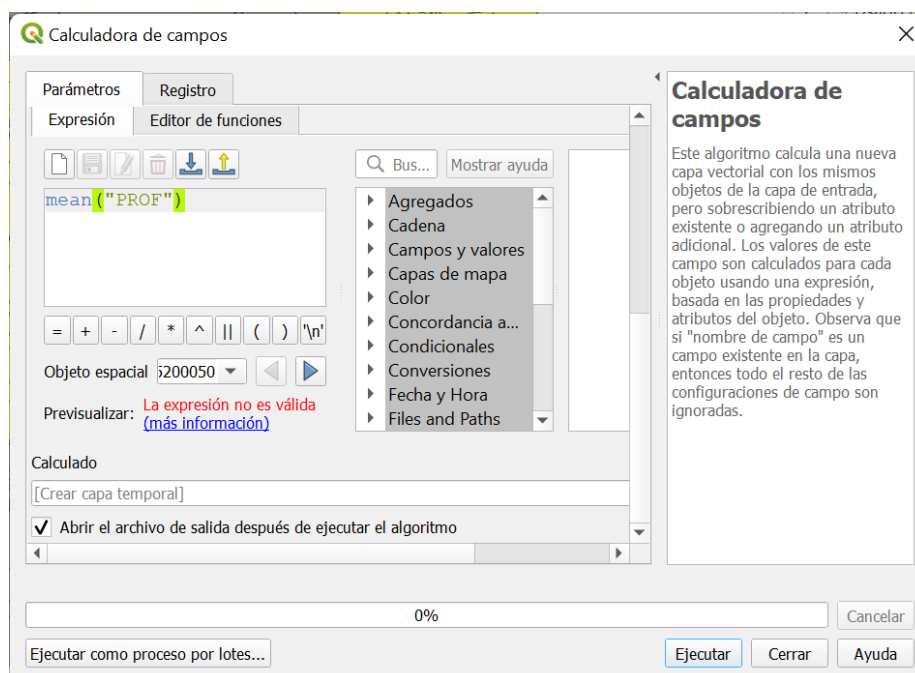 Calculadora de campos
Parámetros
Registro
Expresión
Editor de funciones
Bus...
Mostrar ayuda
mean("PROF")
Agregados
Cadena
Campos y valores
Capas de mapa
Color
Concordancia a...
Condicionales
Conversiones
Fecha y Hora
Files and Paths
= + - / * ^ || ( ) '\n'
Objeto espacial
5200050
Previsualizar:
La expresión no es válida
(más información)
Calculado
[Crear capa temporal]
Abrir el archivo de salida después de ejecutar el algoritmo
Calculadora de
campos
Este algoritmo calcula una nueva
capa vectorial con los mismos
objetos de la capa de entrada,
pero sobrescribiendo un atributo
existente o agregando un atributo
adicional. Los valores de este
campo son calculados para cada
objeto usando una expresión,
basada en las propiedades y
atributos del objeto. Observa que
si "nombre de campo" es un
campo existente en la capa,
entonces todo el resto de las
configuraciones de campo son
ignoradas.
0%
Cancelar
Ejecutar como proceso por lotes...
Ejecutar
Cerrar
Ayuda